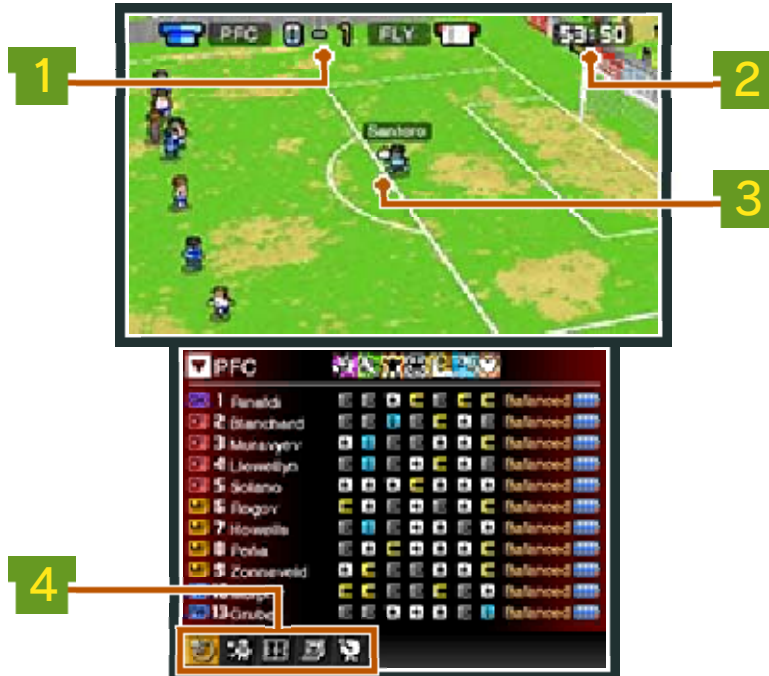 PFC 0 - 1 FLY 53:50
1
2
Santoro
3
PFC
1 Rinaldi Balanced
2 Blanchard Balanced
3 Muravyev Balanced
4 Llewellyn Balanced
5 Solano Balanced
6 Rogov Balanced
7 Howells Balanced
8 Poña Balanced
9 Zonneveld Balanced
Balanced
13 Grube Balanced
4